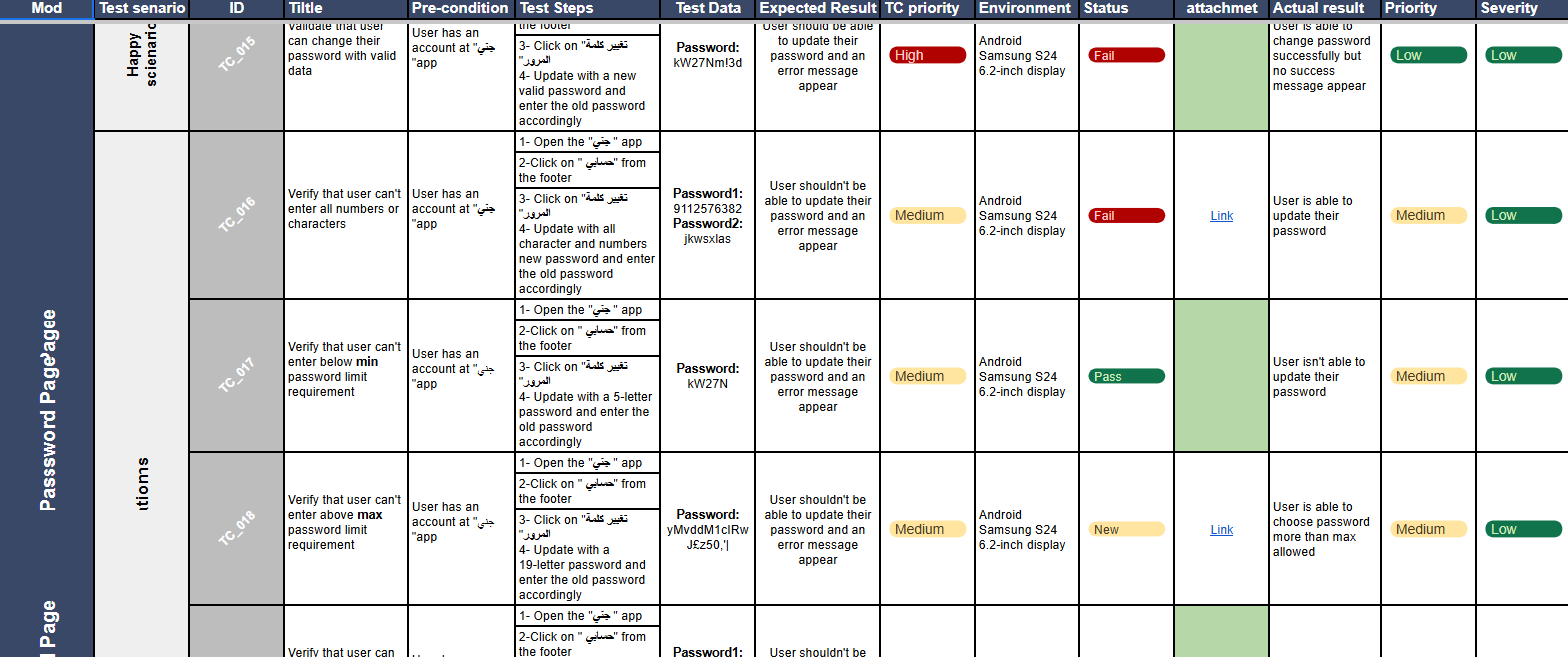 Mod Test senario ID Tiltle Pre-condition Test Steps Test Data Expected Result TC priority Environment Status attachmet Actual result Priority Severity
Passsword Page
Pagee
l Page
Happy
scienaric
ations
TC_015
Validate that user
can change their
password with valid
data
User has an
account at "جني
"app
the footer
3- Click on "تغيير كلمة
المرور"
4- Update with a new
valid password and
enter the old password
accordingly
Password:
kW27Nm!3d
User should be able
to update their
password and an
error message
appear
High
Android
Samsung S24
6.2-inch display
Fail
User is able to
change password
successfully but
no success
message appear
Low
Low
TC_016
Verify that user can't
enter all numbers or
characters
User has an
account at "جني
"app
1- Open the "جني" app
2-Click on " حسابي" from
the footer
3- Click on "تغيير كلمة
المرور"
4- Update with all
character and numbers
new password and enter
the old password
accordingly
Password1:
9112576382
Password2:
jkwsxlas
User shouldn't be
able to update their
password and an
error message
appear
Medium
Android
Samsung S24
6.2-inch display
Fail
Link
User is able to
update their
password
Medium
Low
TC_017
Verify that user can't
enter below min
password limit
requirement
User has an
account at "جني
"app
1- Open the "جني" app
2-Click on " حسابي" from
the footer
3- Click on "تغيير كلمة
المرور"
4- Update with a 5-letter
password and enter the
old password
accordingly
Password:
kW27N
User shouldn't be
able to update their
password and an
error message
appear
Medium
Android
Samsung S24
6.2-inch display
Pass
User isn't able to
update their
password
Medium
Low
TC_018
Verify that user can't
enter above max
password limit
requirement
User has an
account at "جني
"app
1- Open the "جني" app
2-Click on " حسابي" from
the footer
3- Click on "تغيير كلمة
المرور"
4- Update with a
19-letter password and
enter the old password
accordingly
Password:
yMvddM1cIRw
J£z50,'|
User shouldn't be
able to update their
password and an
error message
appear
Medium
Android
Samsung S24
6.2-inch display
New
Link
User is able to
choose password
more than max
allowed
Medium
Low
Verify that user can
1- Open the "جني" app
2-Click on " حسابي" from
the footer
Password1:
User shouldn't be